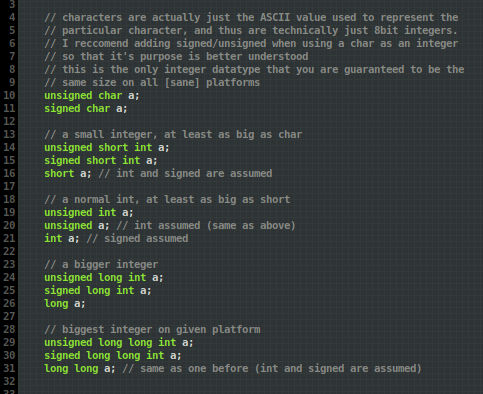 3
4 // characters are actually just the ASCII value used to represent the
5 // particular character, and thus are technically just 8bit integers.
6 // I reccomend adding signed/unsigned when using a char as an integer
7 // so that it's purpose is better understood
8 // this is the only integer datatype that you are guaranteed to be the
9 // same size on all [sane] platforms
10 unsigned char a;
11 signed char a;
12
13 // a small integer, at least as big as char
14 unsigned short int a;
15 signed short int a;
16 short a; // int and signed are assumed
17
18 // a normal int, at least as big as short
19 unsigned int a;
20 unsigned a; // int assumed (same as above)
21 int a; // signed assumed
22
23 // a bigger integer
24 unsigned long int a;
25 signed long int a;
26 long a;
27
28 // biggest integer on given platform
29 unsigned long long int a;
30 signed long long int a;
31 long long a; // same as one before (int and signed are assumed)
32
33